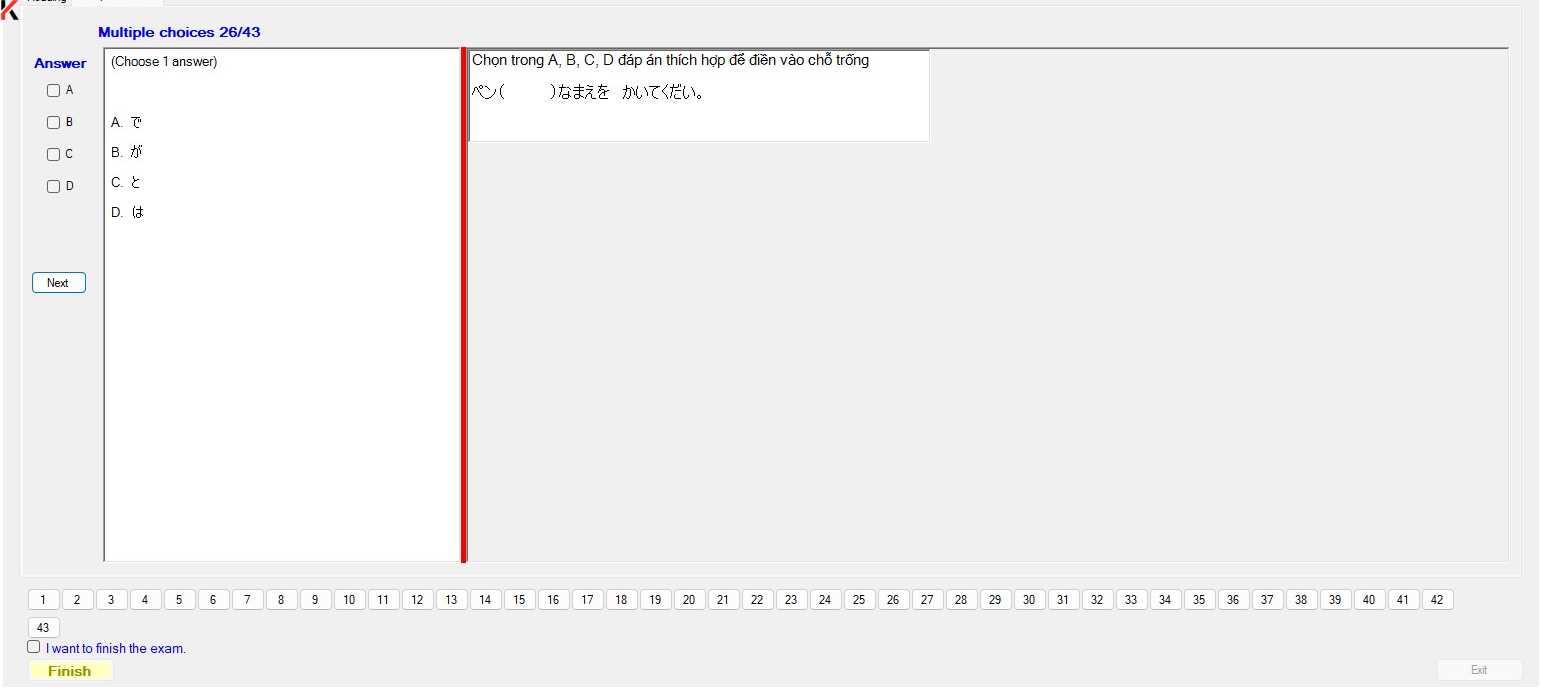 Multiple choices 26/43
Answer
A
B
C
D
Next
(Choose 1 answer)
A. で
B. が
C. と
D. は
Chọn trong A, B, C, D đáp án thích hợp để điền vào chỗ trống
ペン( )なまえを かいてくだい。
1 2 3 4 5 6 7 8 9 10 11 12 13 14 15 16 17 18 19 20 21 22 23 24 25 26 27 28 29 30 31 32 33 34 35 36 37 38 39 40 41 42
43
I want to finish the exam.
Finish
Exit